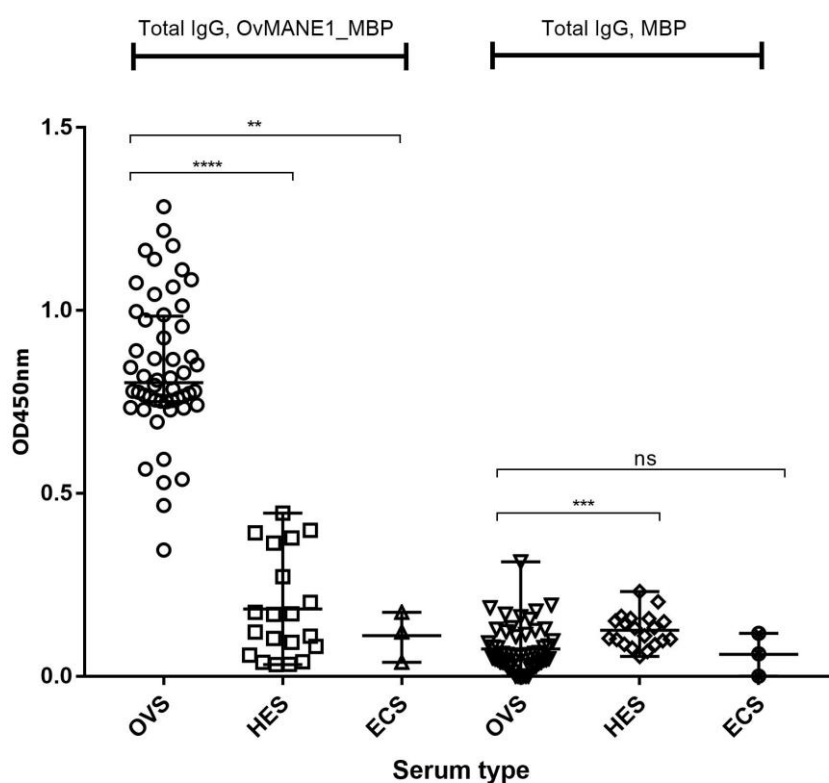 Total IgG, OvMANE1_MBP
Total IgG, MBP
**
****
ns
***
1.5
1.0
0.5
0.0
OD450nm
OVS
HES
ECS
OVS
HES
ECS
Serum type